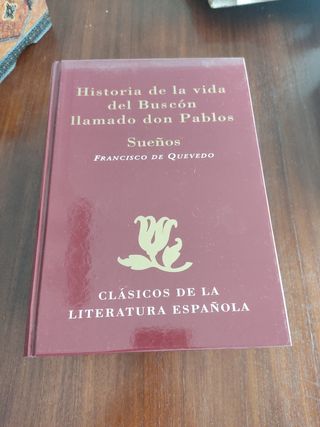 Historia de la vida
del Buscón
llamado don Pablos
Sueños
Francisco de Quevedo
CLÁSICOS DE LA
LITERATURA ESPAÑOLA